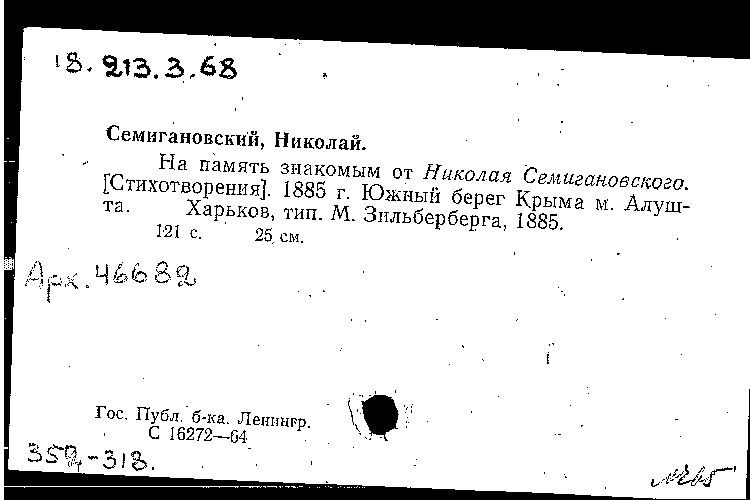 18.213.3.68
Семигановский, Николай.
На память знакомым от Николая Семигановского.
[Стихотворения]. 1885 г. Южный берег Крыма м. Алуш-
та. Харьков, тип. М. Зильберберга, 1885.
121 с. 25 см.
Арх. 46682
Гос. Публ. б-ка. Ленингр.
С 16272—64
352-318.